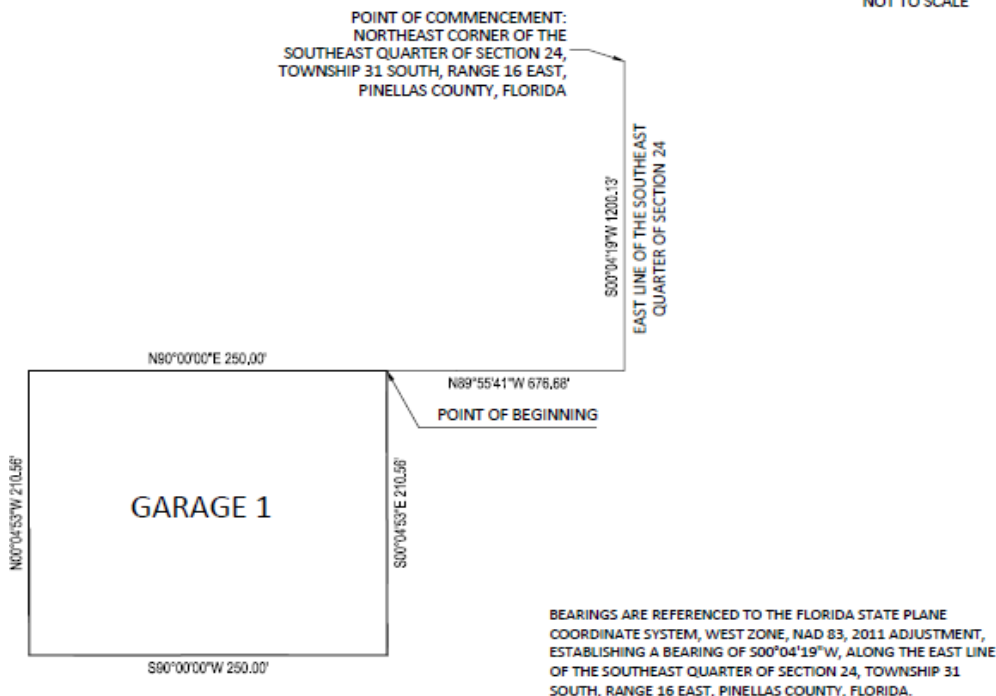 NOT TO SCALE
POINT OF COMMENCEMENT:
NORTHEAST CORNER OF THE
SOUTHEAST QUARTER OF SECTION 24,
TOWNSHIP 31 SOUTH, RANGE 16 EAST,
PINELLAS COUNTY, FLORIDA
S00°04'19"W 1200.13'
EAST LINE OF THE SOUTHEAST
QUARTER OF SECTION 24
N90°00'00"E 250.00'
N89°55'41"W 676.68'
POINT OF BEGINNING
N00°04'53"W 210.56'
GARAGE 1
S00°04'53"E 210.56'
S90°00'00"W 250.00'
BEARINGS ARE REFERENCED TO THE FLORIDA STATE PLANE
COORDINATE SYSTEM, WEST ZONE, NAD 83, 2011 ADJUSTMENT,
ESTABLISHING A BEARING OF S00°04'19"W, ALONG THE EAST LINE
OF THE SOUTHEAST QUARTER OF SECTION 24, TOWNSHIP 31
SOUTH, RANGE 16 EAST, PINELLAS COUNTY, FLORIDA.